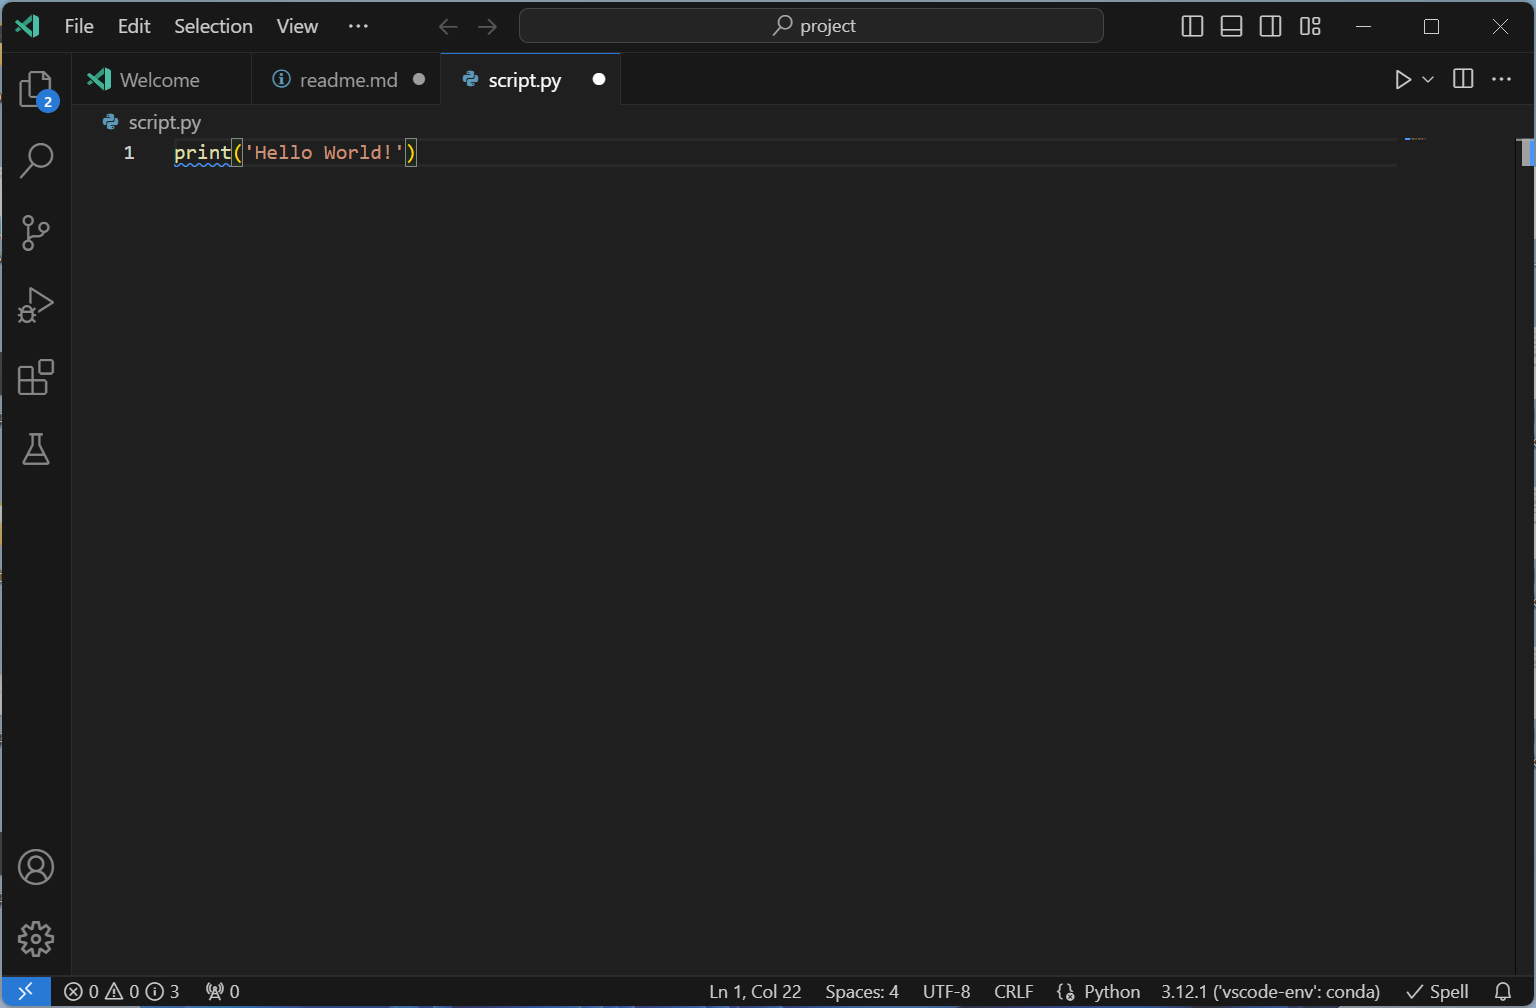 File Edit Selection View ··· project
Welcome readme.md script.py
2
script.py
1 print('Hello World!')
0 0 3 0 Ln 1, Col 22 Spaces: 4 UTF-8 CRLF Python 3.12.1 ('vscode-env': conda) Spell